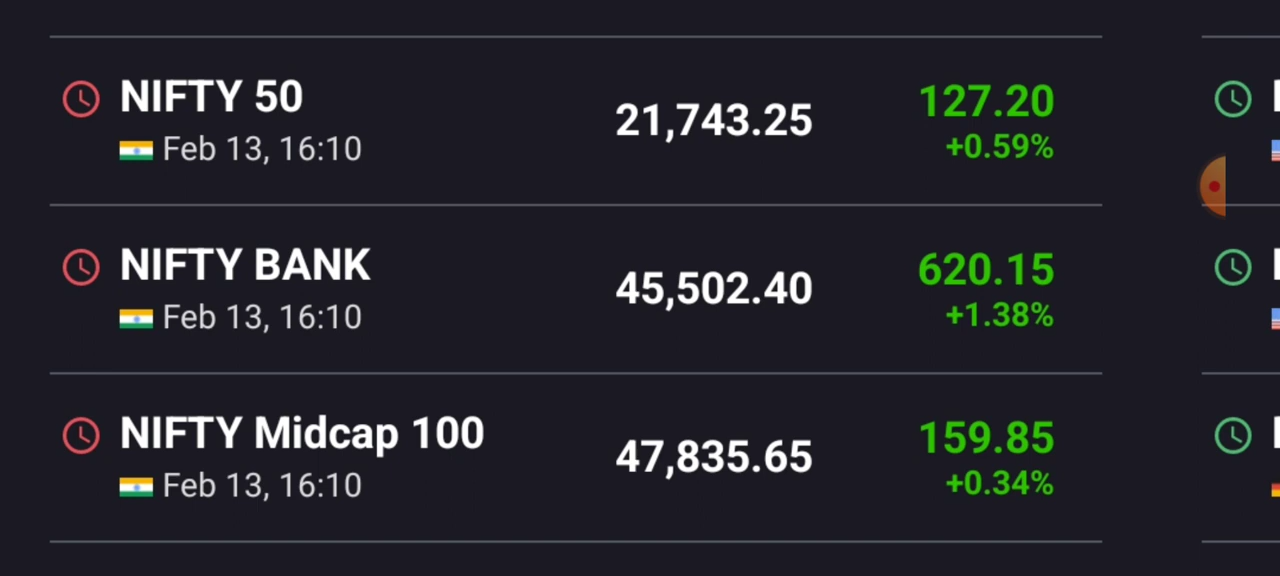 NIFTY 50
21,743.25
127.20
Feb 13, 16:10
+0.59%
NIFTY BANK
45,502.40
620.15
Feb 13, 16:10
+1.38%
NIFTY Midcap 100
47,835.65
159.85
Feb 13, 16:10
+0.34%